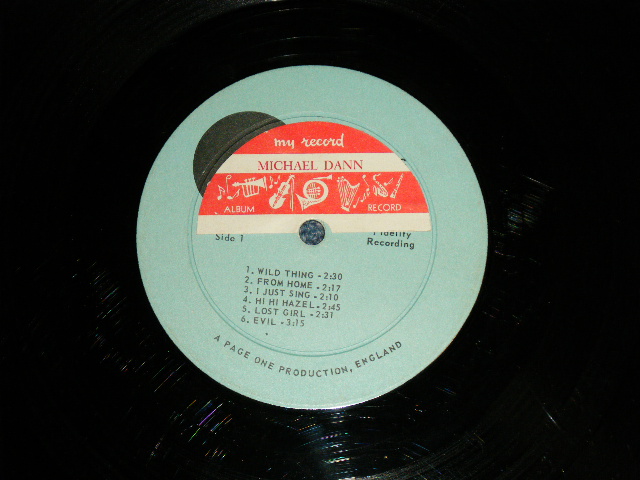 my record
MICHAEL DANN
ALBUM RECORD
Side 1
Fidelity
Recording
1. WILD THING - 2:30
2. FROM HOME - 2:17
3. I JUST SING - 2:10
4. HI HI HAZEL - 2:45
5. LOST GIRL - 2:31
6. EVIL - 3:15
A PAGE ONE PRODUCTION, ENGLAND